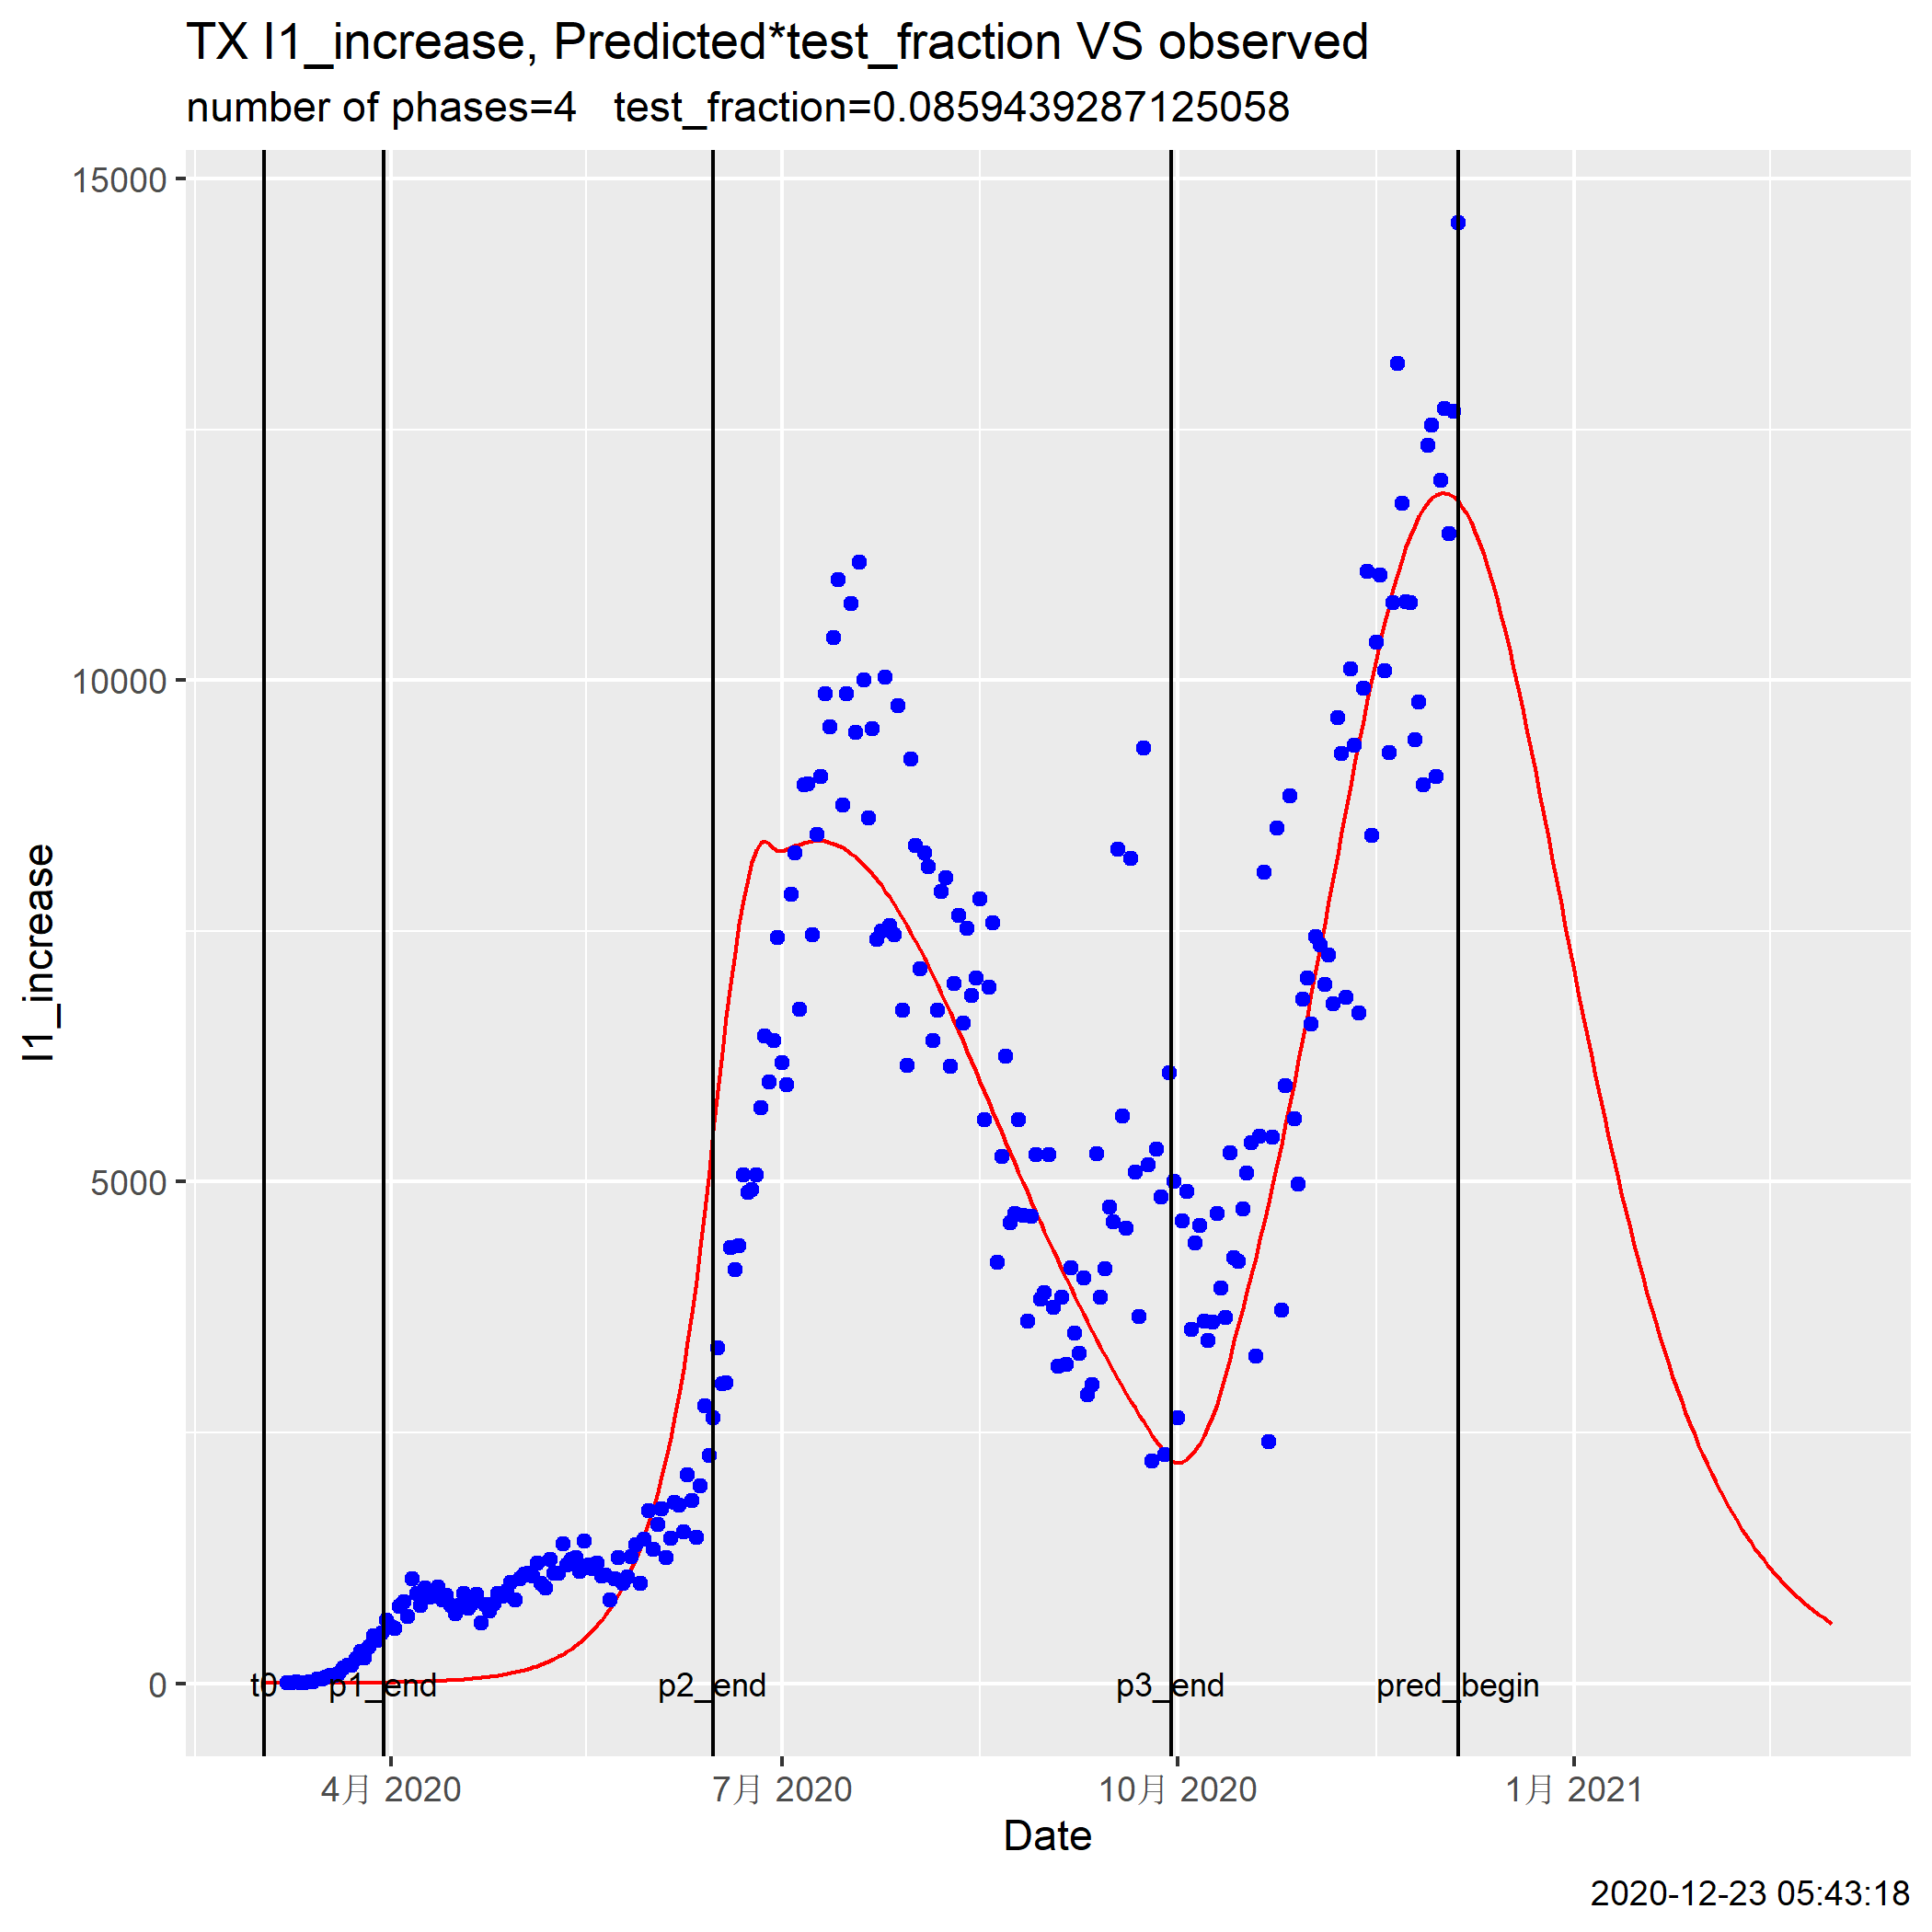 TX I1_increase, Predicted*test_fraction VS observed
number of phases=4   test_fraction=0.0859439287125058
15000
10000
5000
0
I1_increase
t0
p1_end
p2_end
p3_end
pred_begin
4月 2020
7月 2020
10月 2020
1月 2021
Date
2020-12-23 05:43:18